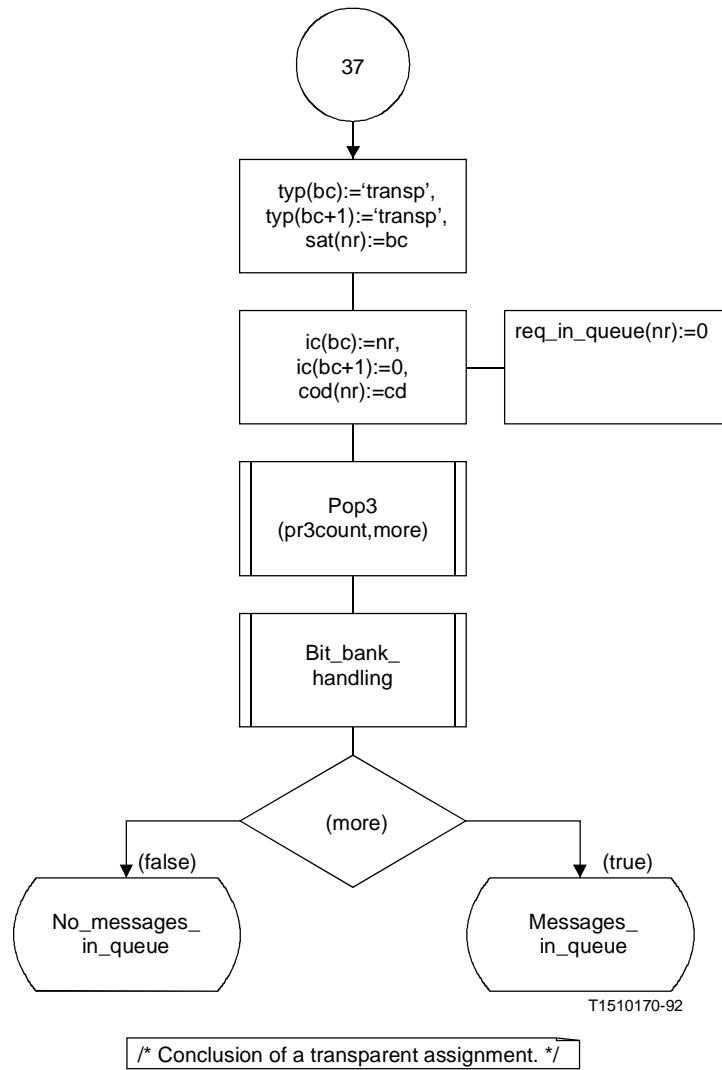 37
typ(bc):=‘transp’,
typ(bc+1):=‘transp’,
sat(nr):=bc
ic(bc):=nr,
ic(bc+1):=0,
cod(nr):=cd
req_in_queue(nr):=0
Pop3
(pr3count,more)
Bit_bank_
handling
(more)
(false)
(true)
No_messages_
in_queue
Messages_
in_queue
T1510170-92
/* Conclusion of a transparent assignment. */